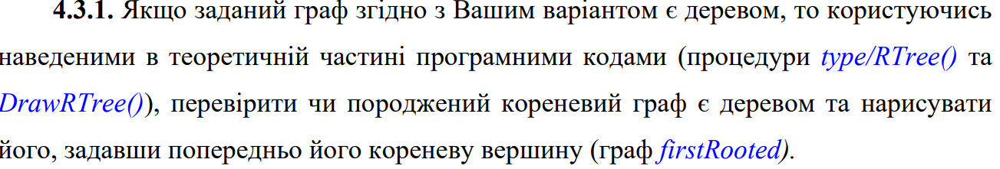 4.3.1. Якщо заданий граф згідно з Вашим варіантом є деревом, то користуючись
наведеними в теоретичній частині програмними кодами (процедури type/RTree() та
DrawRTree()), перевірити чи породжений кореневий граф є деревом та нарисувати
його, задавши попередньо його кореневу вершину (граф firstRooted).